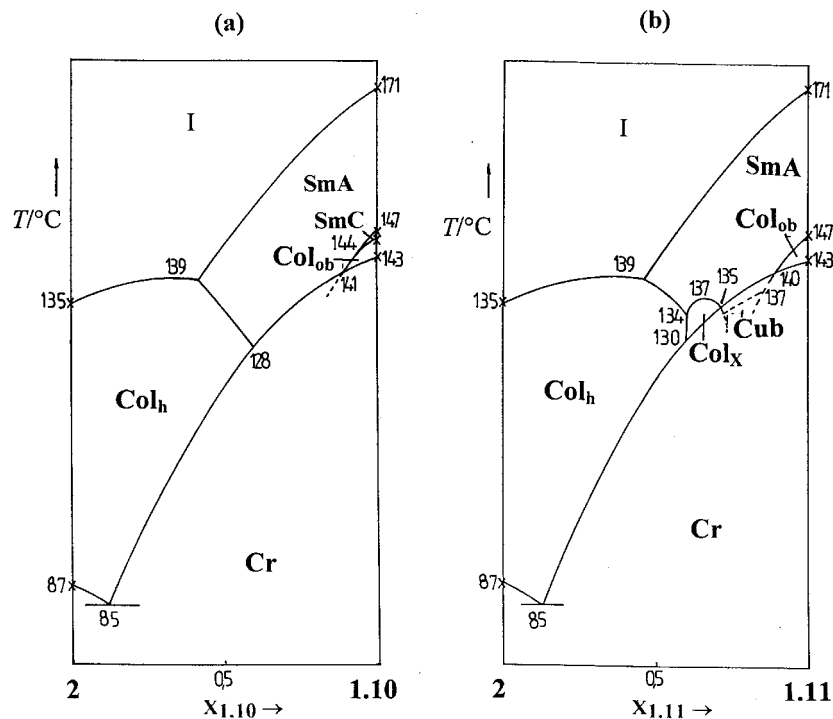 (a)
I
171
SmA
T/°C
SmC
147
144
Col_ob
143
139
141
135
128
Col_h
Cr
87
85
0,5
2
1.10
x_1.10 →
(b)
I
171
SmA
T/°C
Col_ob
147
143
139
137
135
140
135
134
137
130
Cub
Col_X
Col_h
Cr
87
85
0,5
2
1.11
x_1.11 →